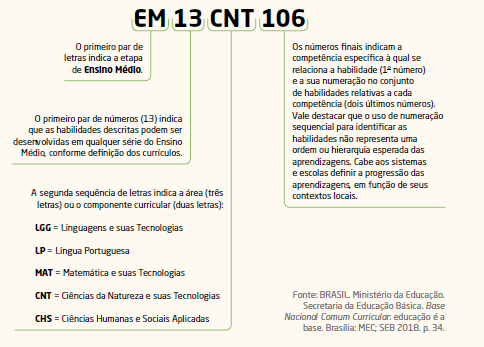 EM 13 CNT 106
O primeiro par de
letras indica a etapa
de Ensino Médio.
O primeiro par de números (13) indica
que as habilidades descritas podem ser
desenvolvidas em qualquer série do Ensino
Médio, conforme definição dos currículos.
A segunda sequência de letras indica a área (três
letras) ou o componente curricular (duas letras):
LGG = Linguagens e suas Tecnologias
LP = Língua Portuguesa
MAT = Matemática e suas Tecnologias
CNT = Ciências da Natureza e suas Tecnologias
CHS = Ciências Humanas e Sociais Aplicadas
Os números finais indicam a
competência específica à qual se
relaciona a habilidade (1º número)
e a sua numeração no conjunto
de habilidades relativas a cada
competência (dois últimos números).
Vale destacar que o uso de numeração
sequencial para identificar as
habilidades não representa uma
ordem ou hierarquia esperada das
aprendizagens. Cabe aos sistemas
e escolas definir a progressão das
aprendizagens, em função de seus
contextos locais.
Fonte: BRASIL. Ministério da Educação.
Secretaria da Educação Básica. Base
Nacional Comum Curricular: educação é a
base. Brasília: MEC; SEB 2018. p. 34.